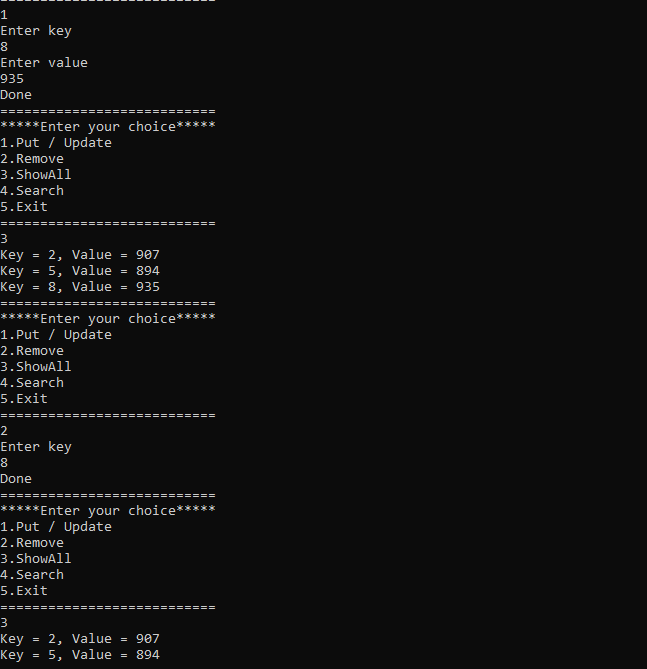 ===========================
1
Enter key
8
Enter value
935
Done
===========================
*****Enter your choice*****
1.Put / Update
2.Remove
3.ShowAll
4.Search
5.Exit
===========================
3
Key = 2, Value = 907
Key = 5, Value = 894
Key = 8, Value = 935
===========================
*****Enter your choice*****
1.Put / Update
2.Remove
3.ShowAll
4.Search
5.Exit
===========================
2
Enter key
8
Done
===========================
*****Enter your choice*****
1.Put / Update
2.Remove
3.ShowAll
4.Search
5.Exit
===========================
3
Key = 2, Value = 907
Key = 5, Value = 894